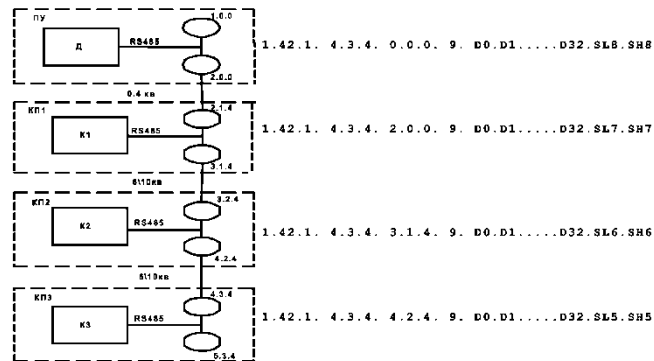 ПУ
1.0.0
Д
RS485
1.42.1. 4.3.4. 0.0.0. 9. D0.D1.....D32.SL8.SH8
2.0.0
0.4 кв
КП1
2.1.4
К1
RS485
1.42.1. 4.3.4. 2.0.0. 9. D0.D1.....D32.SL7.SH7
3.1.4
6\10кв
КП2
3.2.4
К2
RS485
1.42.1. 4.3.4. 3.1.4. 9. D0.D1.....D32.SL6.SH6
4.2.4
6\10кв
КП3
4.3.4
К3
RS485
1.42.1. 4.3.4. 4.2.4. 9. D0.D1.....D32.SL5.SH5
5.3.4